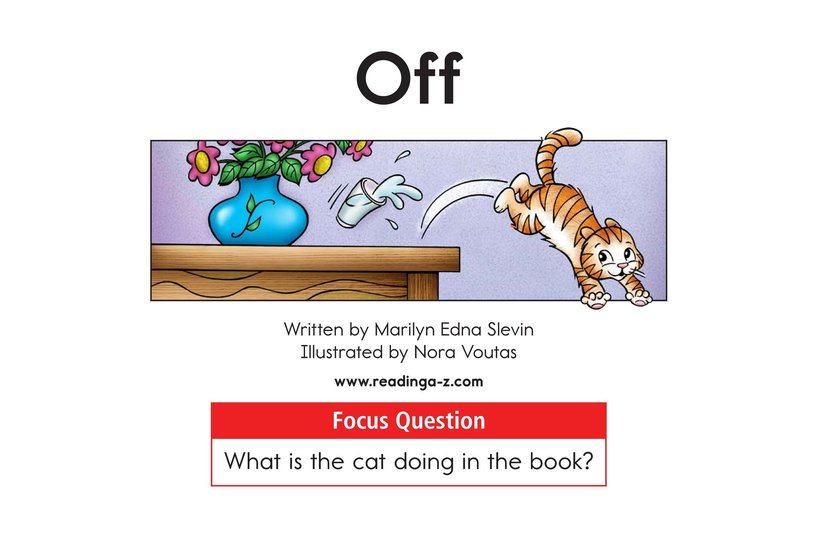 Off
Written by Marilyn Edna Slevin
Illustrated by Nora Voutas
www.readinga-z.com
Focus Question
What is the cat doing in the book?